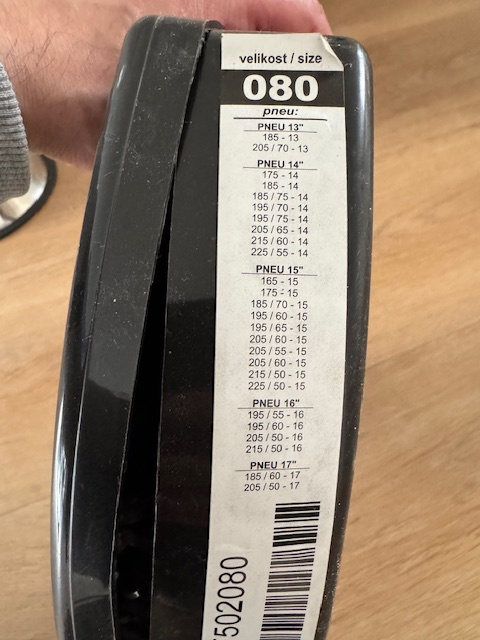 velikost / size
080
pneu:
PNEU 13"
185 - 13
205 / 70 - 13
PNEU 14"
175 - 14
185 - 14
185 / 75 - 14
195 / 70 - 14
195 / 75 - 14
205 / 65 - 14
215 / 60 - 14
225 / 55 - 14
PNEU 15"
165 - 15
175 - 15
185 / 70 - 15
195 / 60 - 15
195 / 65 - 15
205 / 60 - 15
205 / 55 - 15
205 / 60 - 15
215 / 50 - 15
225 / 50 - 15
PNEU 16"
195 / 55 - 16
195 / 60 - 16
205 / 50 - 16
215 / 50 - 16
PNEU 17"
185 / 60 - 17
205 / 50 - 17
502080